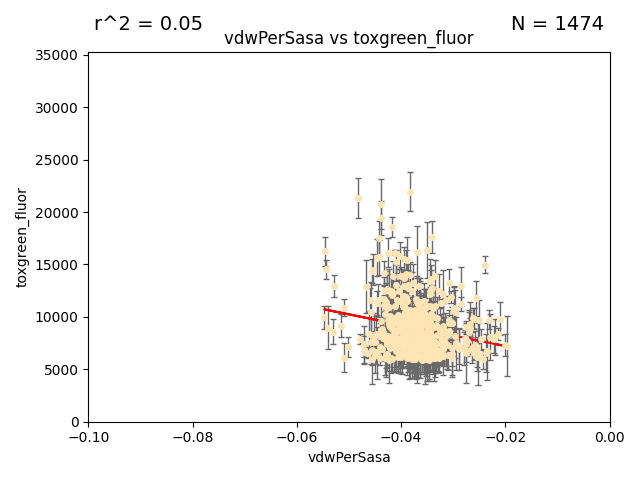 r^2 = 0.05
N = 1474
vdwPerSasa vs toxgreen_fluor
35000
30000
25000
20000
15000
10000
5000
0
toxgreen_fluor
−0.10
−0.08
−0.06
−0.04
−0.02
0.00
vdwPerSasa